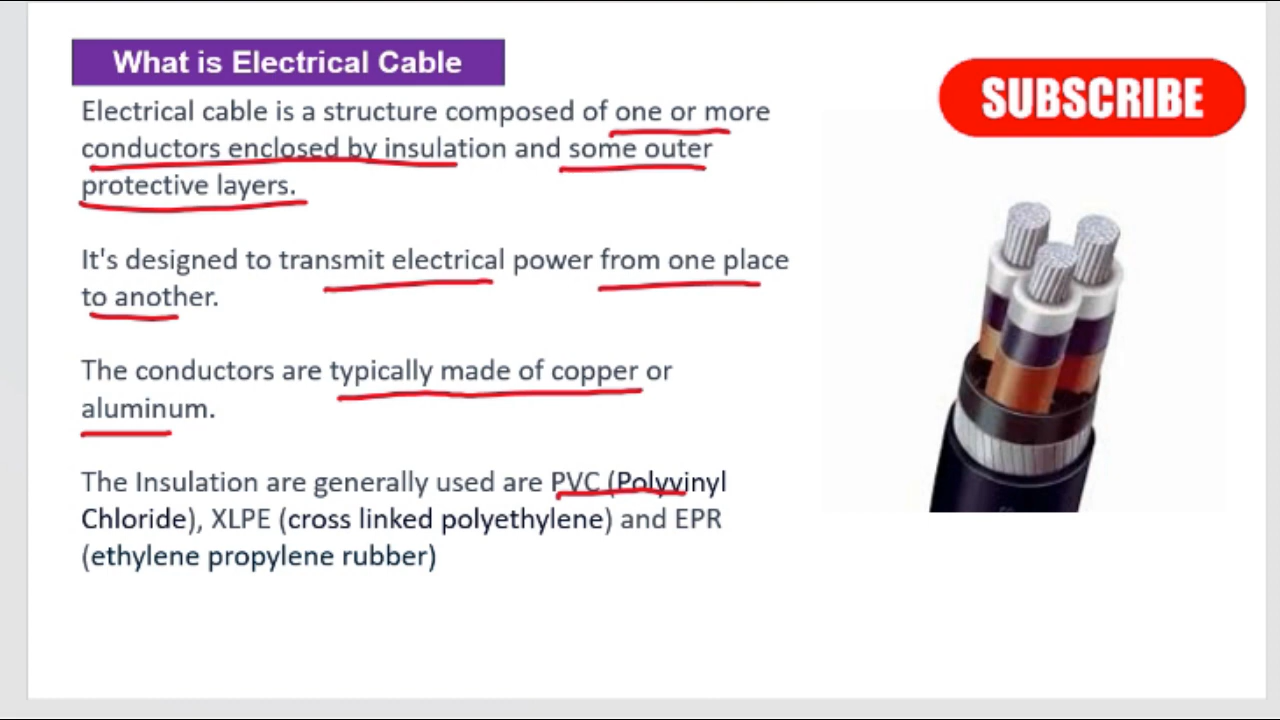 What is Electrical Cable
SUBSCRIBE
Electrical cable is a structure composed of one or more
conductors enclosed by insulation and some outer
protective layers.
It's designed to transmit electrical power from one place
to another.
The conductors are typically made of copper or
aluminum.
The Insulation are generally used are PVC (Polyvinyl
Chloride), XLPE (cross linked polyethylene) and EPR
(ethylene propylene rubber)